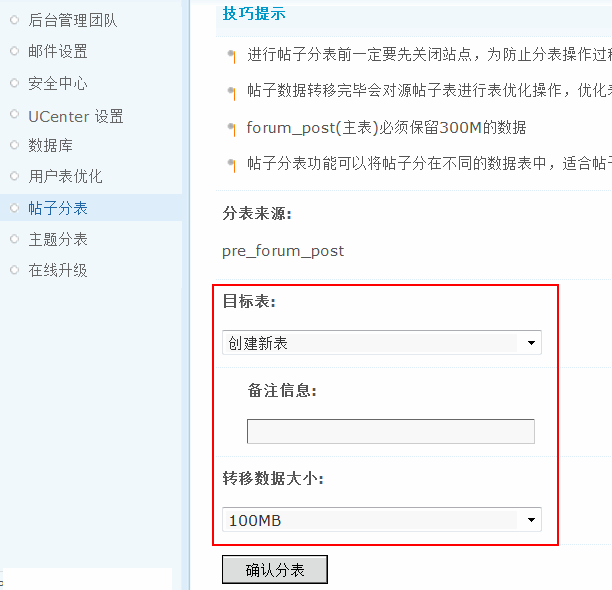 后台管理团队
邮件设置
安全中心
UCenter 设置
数据库
用户表优化
帖子分表
主题分表
在线升级
技巧提示
进行帖子分表前一定要先关闭站点，为防止分表操作过
帖子数据转移完毕会对源帖子表进行表优化操作，优化
forum_post(主表)必须保留300M的数据
帖子分表功能可以将帖子分在不同的数据表中，适合帖
分表来源:
pre_forum_post
目标表:
创建新表
备注信息:
转移数据大小:
100MB
确认分表